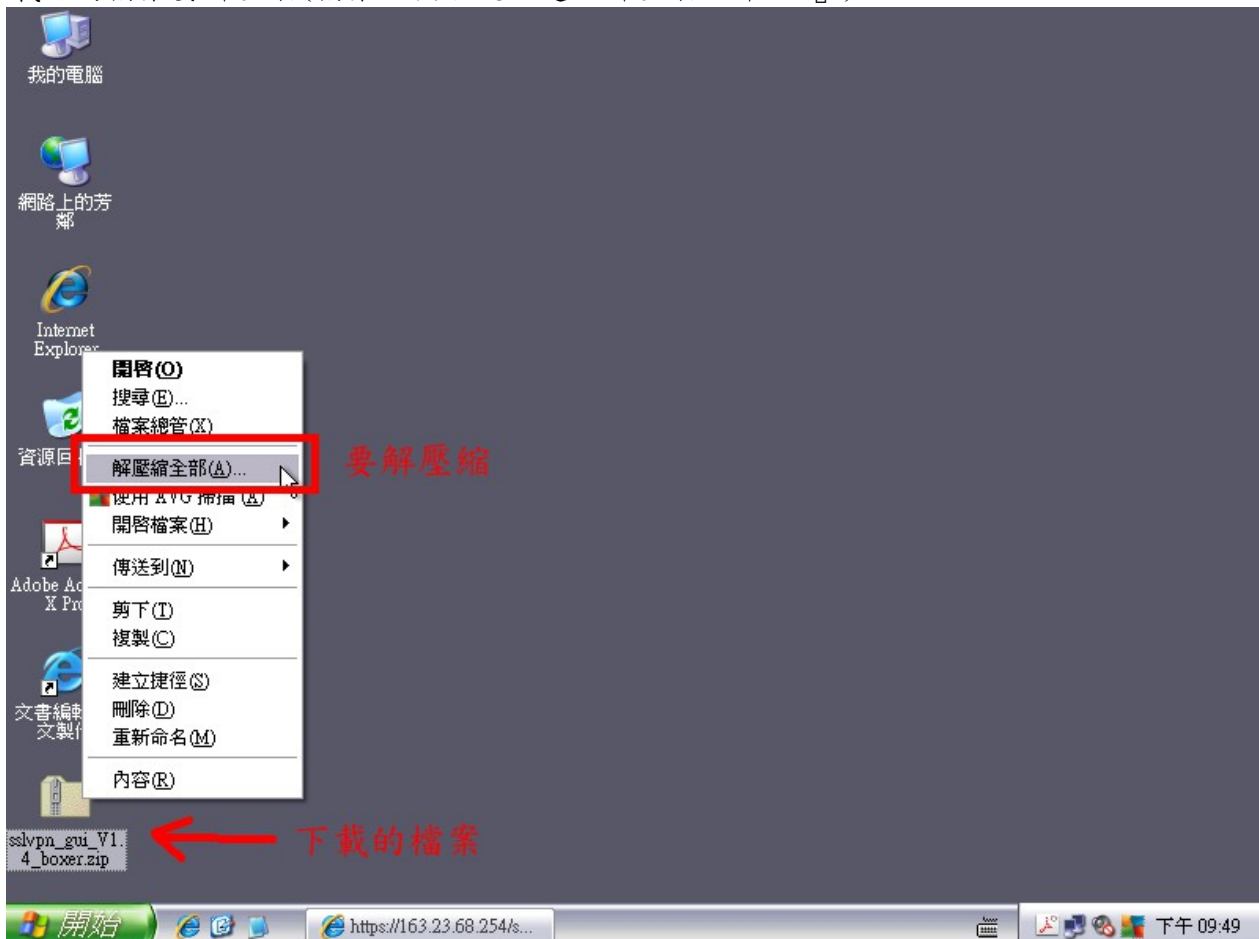 我的電腦
網路上的芳
鄰
Internet
Explorer
開啓(O)
搜尋(E)...
檔案總管(X)
資源回
解壓縮全部(A)...
要解壓縮
使用 AVG 掃描 (A)
開啓檔案(H)
傳送到(N)
Adobe Ac
X Pro
剪下(T)
複製(C)
建立捷徑(S)
文書編輯
文製作
刪除(D)
重新命名(M)
內容(R)
sslvpn_gui_V1.
4_boxer.zip
下載的檔案
開始
https://163.23.68.254/s...
下午 09:49